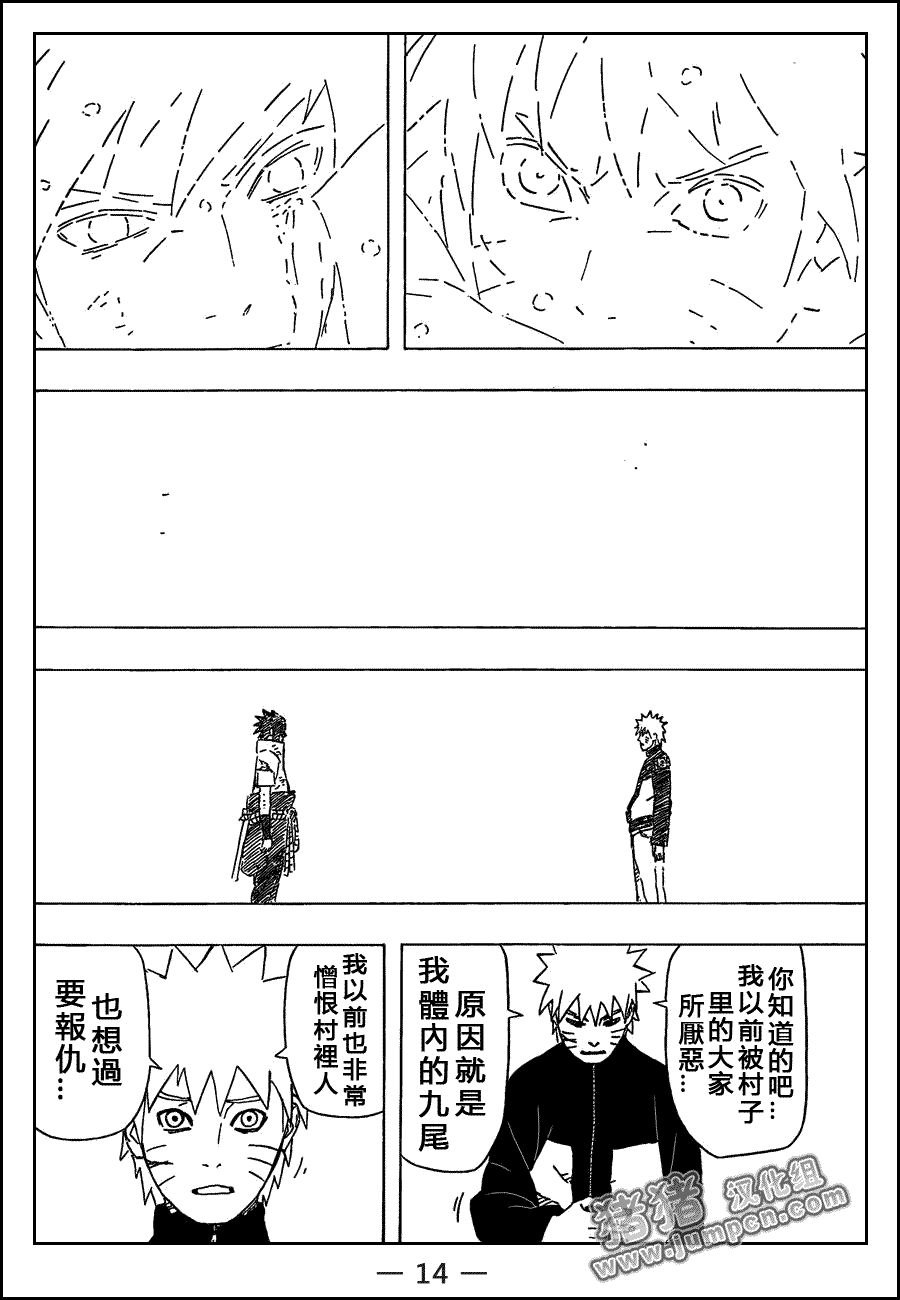 你知道的吧…
我以前被村子
里的大家
所厭惡…
原因就是
我體內的九尾
我以前也非常
憎恨村裡人
也想過
要報仇…
猪猪汉化组
www.jumpcn.com
— 14 —